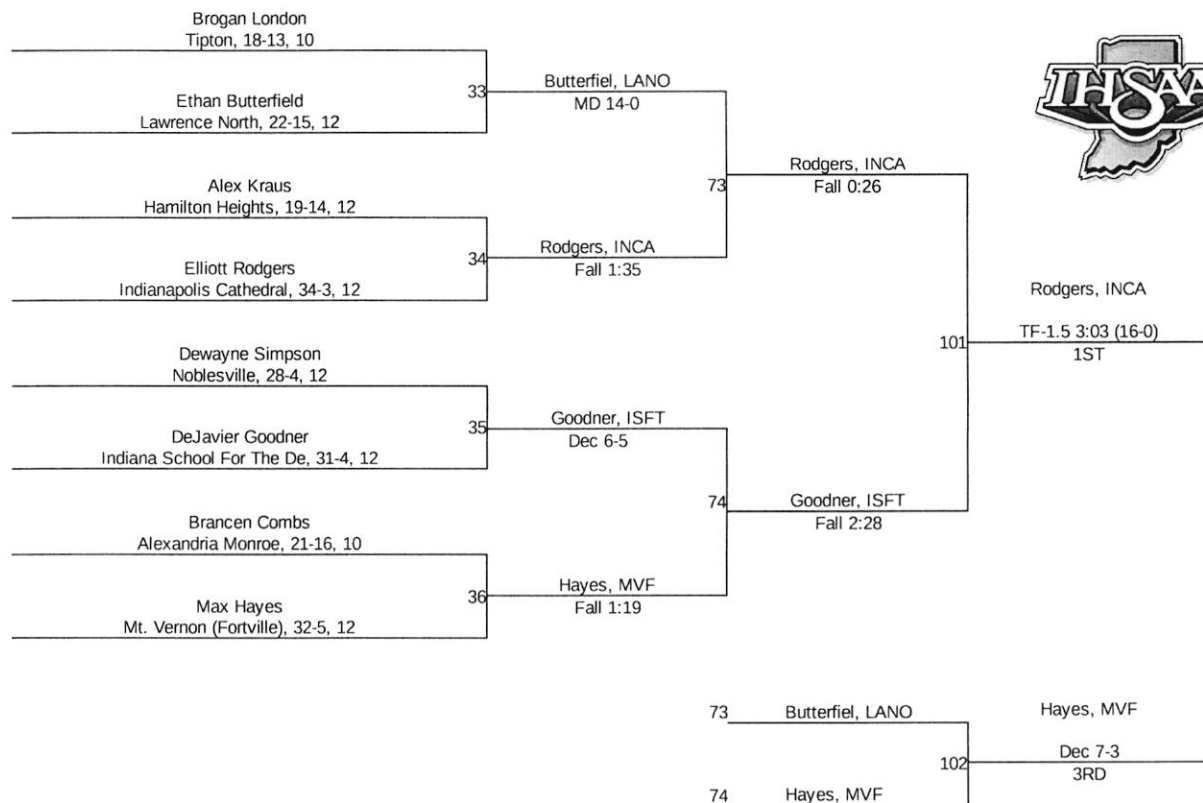 Brogan London
Tipton, 18-13, 10
Ethan Butterfield
Lawrence North, 22-15, 12
33
Butterfiel, LANO
MD 14-0
Alex Kraus
Hamilton Heights, 19-14, 12
Elliott Rodgers
Indianapolis Cathedral, 34-3, 12
34
Rodgers, INCA
Fall 1:35
73
Rodgers, INCA
Fall 0:26
Dewayne Simpson
Noblesville, 28-4, 12
DeJavier Goodner
Indiana School For The De, 31-4, 12
35
Goodner, ISFT
Dec 6-5
Brancen Combs
Alexandria Monroe, 21-16, 10
Max Hayes
Mt. Vernon (Fortville), 32-5, 12
36
Hayes, MVF
Fall 1:19
74
Goodner, ISFT
Fall 2:28
101
Rodgers, INCA
TF-1.5 3:03 (16-0)
1ST
IHSAA
73
Butterfiel, LANO
74
Hayes, MVF
102
Hayes, MVF
Dec 7-3
3RD